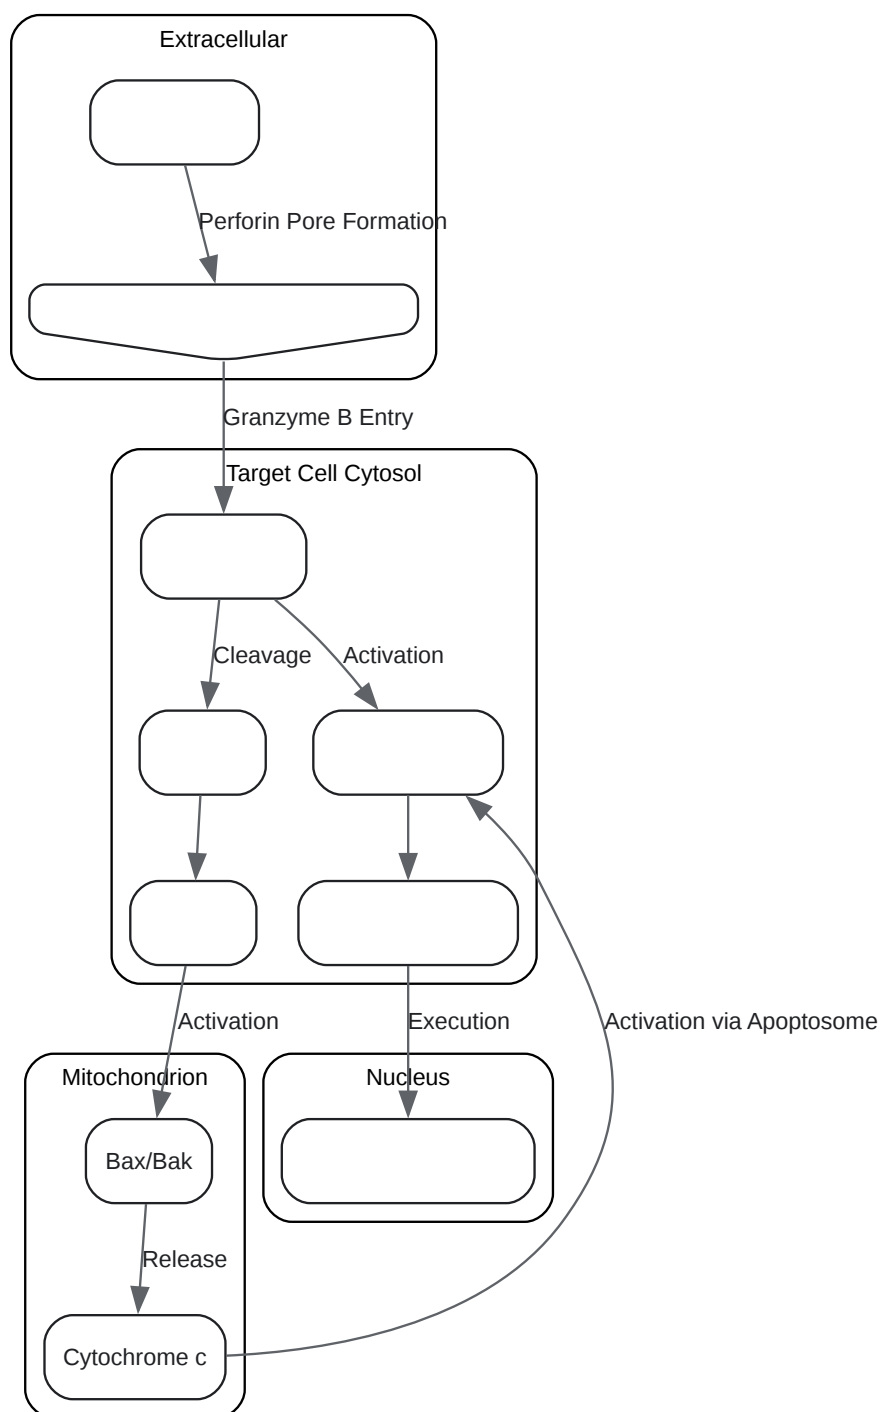 Extracellular
Perforin Pore Formation
Granzyme B Entry
Target Cell Cytosol
Cleavage
Activation
Activation
Execution
Activation via Apoptosome
Mitochondrion
Nucleus
Bax/Bak
Release
Cytochrome c